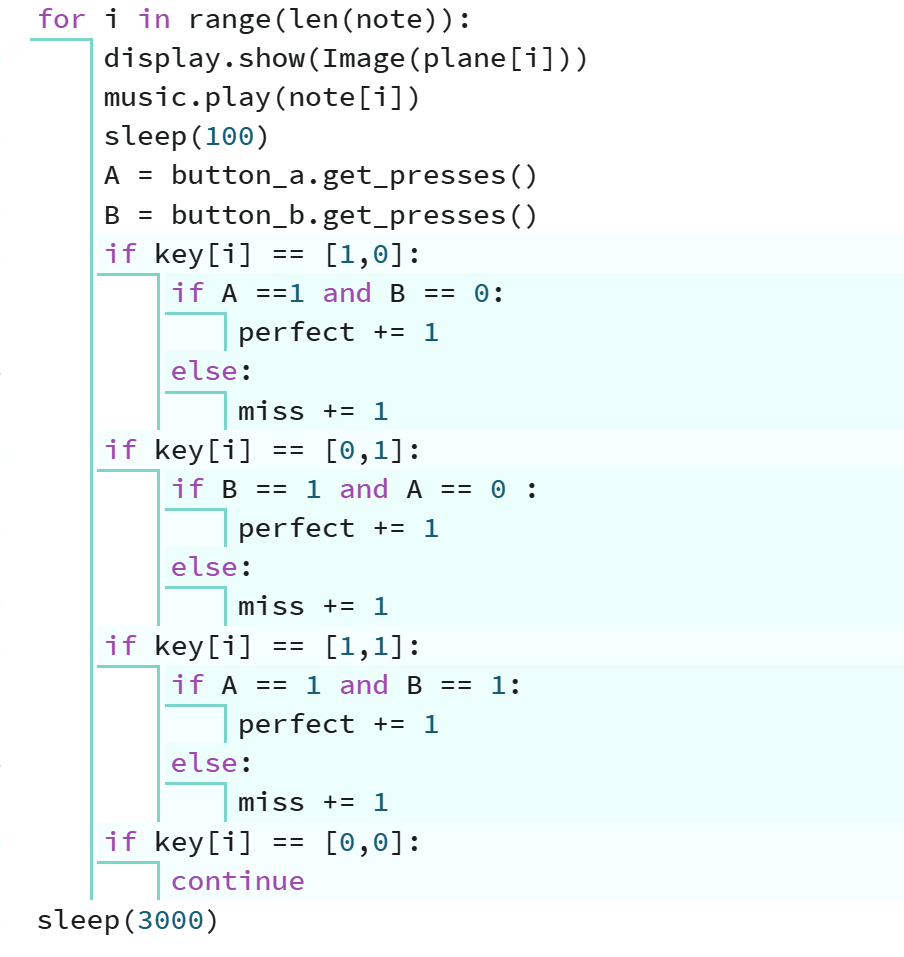 for i in range(len(note)):
    display.show(Image(plane[i]))
    music.play(note[i])
    sleep(100)
    A = button_a.get_presses()
    B = button_b.get_presses()
    if key[i] == [1,0]:
        if A ==1 and B == 0:
            perfect += 1
        else:
            miss += 1
    if key[i] == [0,1]:
        if B == 1 and A == 0 :
            perfect += 1
        else:
            miss += 1
    if key[i] == [1,1]:
        if A == 1 and B == 1:
            perfect += 1
        else:
            miss += 1
    if key[i] == [0,0]:
        continue
sleep(3000)